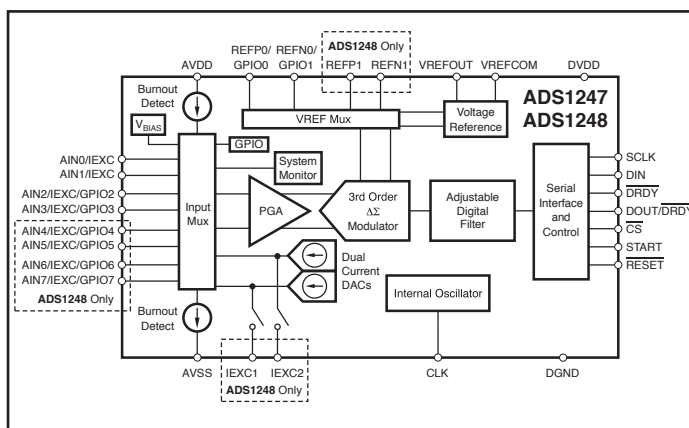 ADS1248 Only
AVDD
REFP0/
GPIO0
REFN0/
GPIO1
REFP1
REFN1
VREFOUT
VREFCOM
DVDD
Burnout
Detect
VREF Mux
Voltage
Reference
ADS1247
ADS1248
VBIAS
GPIO
System
Monitor
AIN0/IEXC
AIN1/IEXC
AIN2/IEXC/GPIO2
AIN3/IEXC/GPIO3
AIN4/IEXC/GPIO4
AIN5/IEXC/GPIO5
AIN6/IEXC/GPIO6
AIN7/IEXC/GPIO7
ADS1248 Only
Input
Mux
PGA
3rd Order
ΔΣ
Modulator
Adjustable
Digital
Filter
Serial
Interface
and
Control
SCLK
DIN
DRDY
DOUT/DRDY
CS
START
RESET
Dual
Current
DACs
Internal Oscillator
Burnout
Detect
AVSS
IEXC1
IEXC2
ADS1248 Only
CLK
DGND